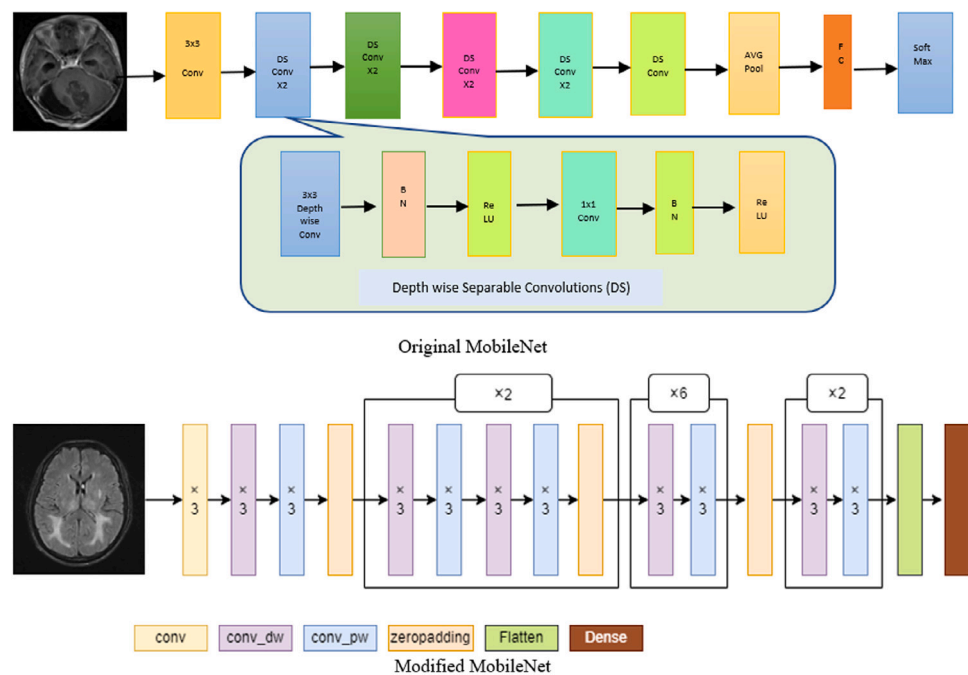 3x3
Conv
DS
Conv
X2
DS
Conv
X2
DS
Conv
X2
DS
Conv
X2
DS
Conv
AVG
Pool
F
C
Soft
Max
3x3
Depth
wise
Conv
B
N
Re
LU
1x1
Conv
B
N
Re
LU
Depth wise Separable Convolutions (DS)
Original MobileNet
×2
×6
×2
×
3
×
3
×
3
×
3
×
3
×
3
×
3
×
3
×
3
×
3
×
3
conv
conv_dw
conv_pw
zeropadding
Flatten
Dense
Modified MobileNet